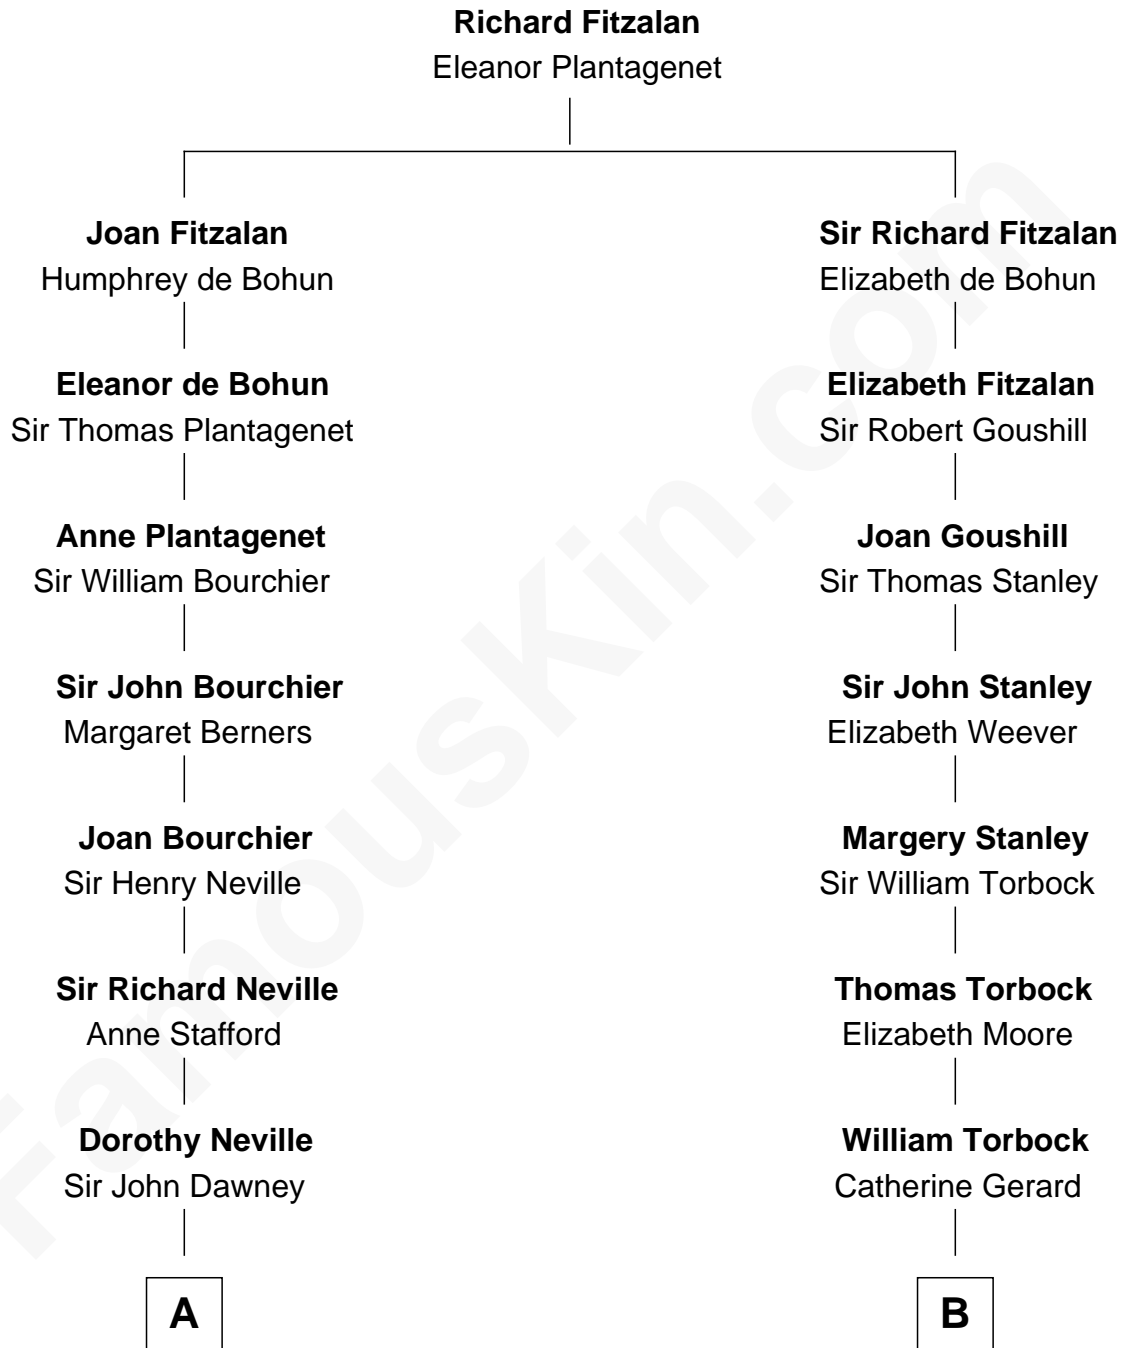 Richard Fitzalan
Eleanor Plantagenet
Joan Fitzalan
Humphrey de Bohun
Eleanor de Bohun
Sir Thomas Plantagenet
Anne Plantagenet
Sir William Bourchier
Sir John Bourchier
Margaret Berners
Joan Bourchier
Sir Henry Neville
Sir Richard Neville
Anne Stafford
Dorothy Neville
Sir John Dawney
A
Sir Richard Fitzalan
Elizabeth de Bohun
Elizabeth Fitzalan
Sir Robert Goushill
Joan Goushill
Sir Thomas Stanley
Sir John Stanley
Elizabeth Weever
Margery Stanley
Sir William Torbock
Thomas Torbock
Elizabeth Moore
William Torbock
Catherine Gerard
B
FamousKin.com